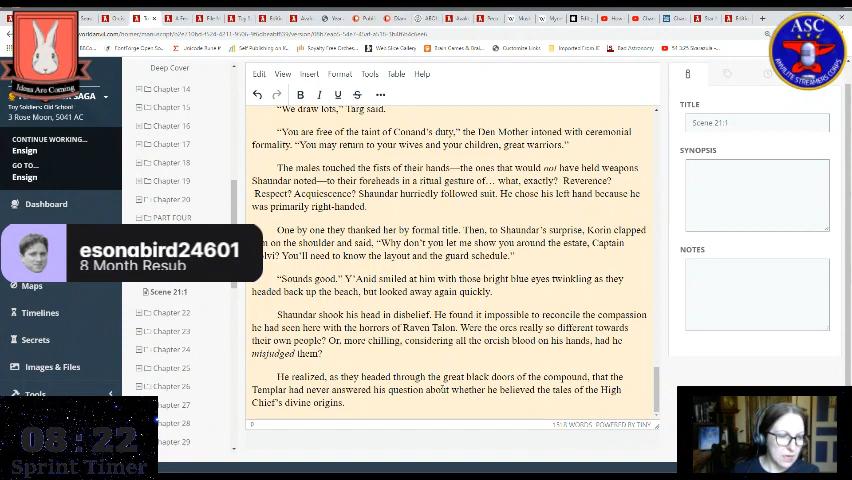 worldanvil.com/
Ideas Are Coming
SAGA
Toy Soldiers Old School
3 Rose Moon, 5041 AC
CONTINUE WORKING...
Ensign
GO TO...
Ensign
Dashboard
Maps
Timelines
Secrets
Images & Files
Tools
esonabird24601
8 Month Resub
08:22
Sprint Timer
Deep Cover
Chapter 14
Chapter 15
Chapter 16
Chapter 17
Chapter 18
Chapter 19
Chapter 20
PART FOUR
Scene 21:1
Chapter 22
Chapter 23
Chapter 24
Chapter 25
Chapter 26
Chapter 27
Chapter 28
Chapter 29
Edit View Insert Format Tools Table Help
B I U S
“We draw lots,” Targ said.
“You are free of the taint of Conand’s duty,” the Den Mother intoned with ceremonial
formality. “You may return to your wives and your children, great warriors.”
The males touched the fists of their hands—the ones that would not have held weapons
Shaundar noted—to their foreheads in a ritual gesture of… what, exactly? Reverence?
Respect? Acquiescence? Shaundar hurriedly followed suit. He chose his left hand because he
was primarily right-handed.
One by one they thanked her by formal title. Then, to Shaundar’s surprise, Korin clapped
on the shoulder and said, “Why don’t you let me show you around the estate, Captain
You’ll need to know the layout and the guard schedule.”
“Sounds good.” Y’Anid smiled at him with those bright blue eyes twinkling as they
headed back up the beach, but looked away again quickly.
Shaundar shook his head in disbelief. He found it impossible to reconcile the compassion
he had seen here with the horrors of Raven Talon. Were the orcs really so different towards
their own people? Or, more chilling, considering all the orcish blood on his hands, had he
misjudged them?
He realized, as they headed through the great black doors of the compound, that the
Templar had never answered his question about whether he believed the tales of the High
Chief’s divine origins.
1518 WORDS POWERED BY TINY
TITLE
Scene 21:1
SYNOPSIS
NOTES
ASC
ANVILITE STREAMERS CORPS